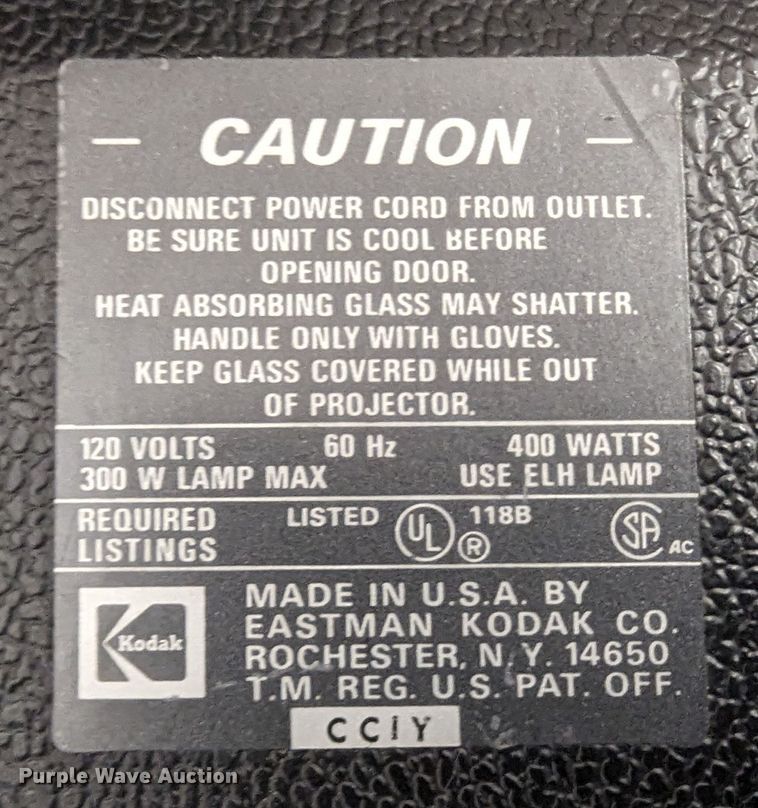 — CAUTION —
DISCONNECT POWER CORD FROM OUTLET.
BE SURE UNIT IS COOL BEFORE
OPENING DOOR.
HEAT ABSORBING GLASS MAY SHATTER.
HANDLE ONLY WITH GLOVES.
KEEP GLASS COVERED WHILE OUT
OF PROJECTOR.
120 VOLTS 60 Hz 400 WATTS
300 W LAMP MAX USE ELH LAMP
REQUIRED LISTED UL ® 118B SA AC
LISTINGS
Kodak
MADE IN U.S.A. BY
EASTMAN KODAK CO.
ROCHESTER, N.Y. 14650
T.M. REG. U.S. PAT. OFF.
CCIY
Purple Wave Auction